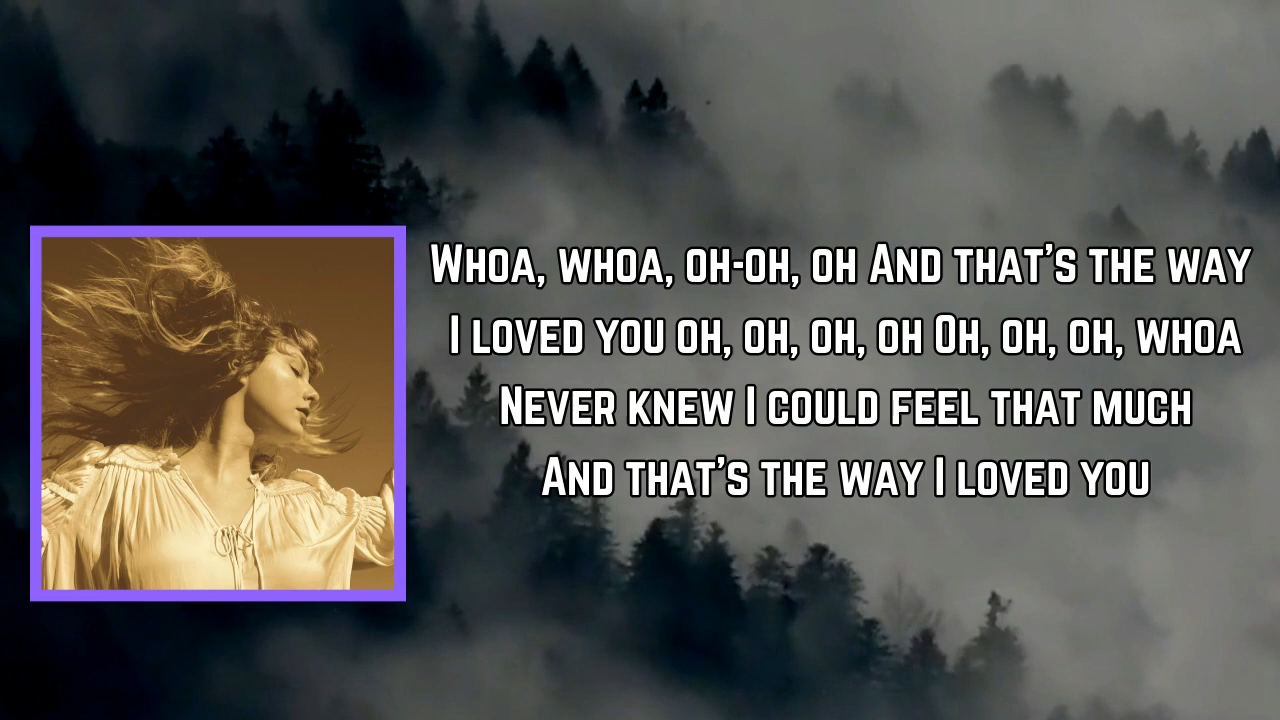 Whoa, whoa, oh-oh, oh And that's the way
I loved you oh, oh, oh, oh Oh, oh, oh, whoa
Never knew I could feel that much
And that's the way I loved you